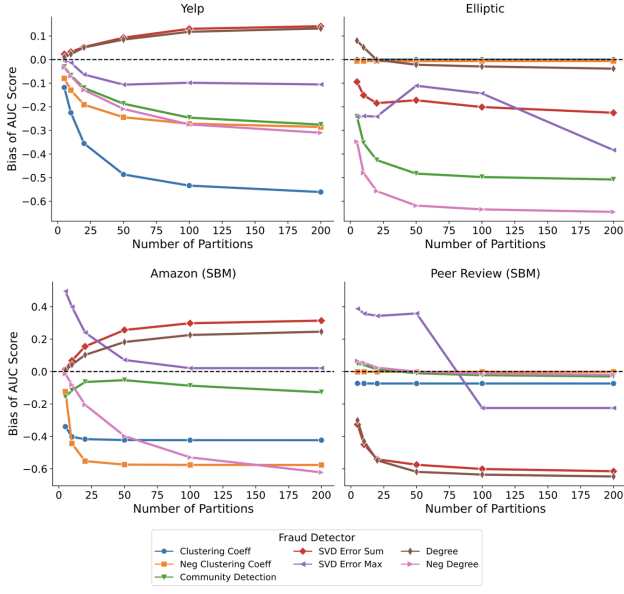 Yelp
Elliptic
Bias of AUC Score
0.1
0.0
−0.1
−0.2
−0.3
−0.4
−0.5
−0.6
0 25 50 75 100 125 150 175 200
0 25 50 75 100 125 150 175 200
Number of Partitions
Number of Partitions
Amazon (SBM)
Peer Review (SBM)
Bias of AUC Score
0.4
0.2
0.0
−0.2
−0.4
−0.6
0 25 50 75 100 125 150 175 200
0 25 50 75 100 125 150 175 200
Number of Partitions
Number of Partitions
Fraud Detector
Clustering Coeff
Neg Clustering Coeff
Community Detection
SVD Error Sum
SVD Error Max
Degree
Neg Degree